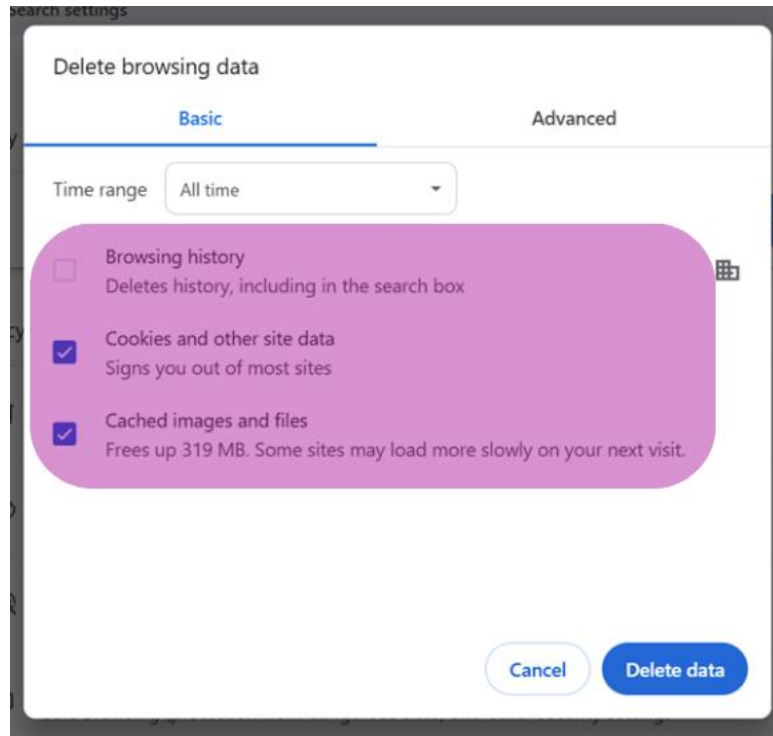 Search settings
Delete browsing data
Basic
Advanced
Time range
All time
Browsing history
Deletes history, including in the search box
Cookies and other site data
Signs you out of most sites
Cached images and files
Frees up 319 MB. Some sites may load more slowly on your next visit.
Cancel
Delete data